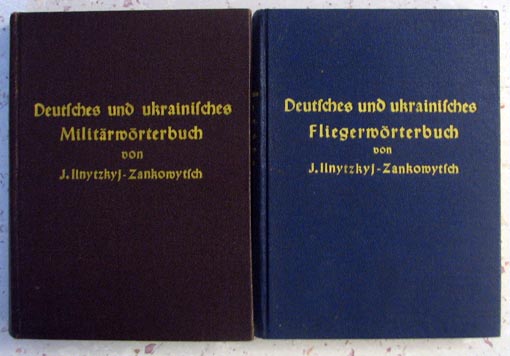 Deutſches und ukrainiſches
Militärwörterbuch
von
J. Ilnytzkyj-Zankowytſch
Deutſches und ukrainiſches
Fliegerwörterbuch
von
J. Ilnytzkyj-Zankowytſch